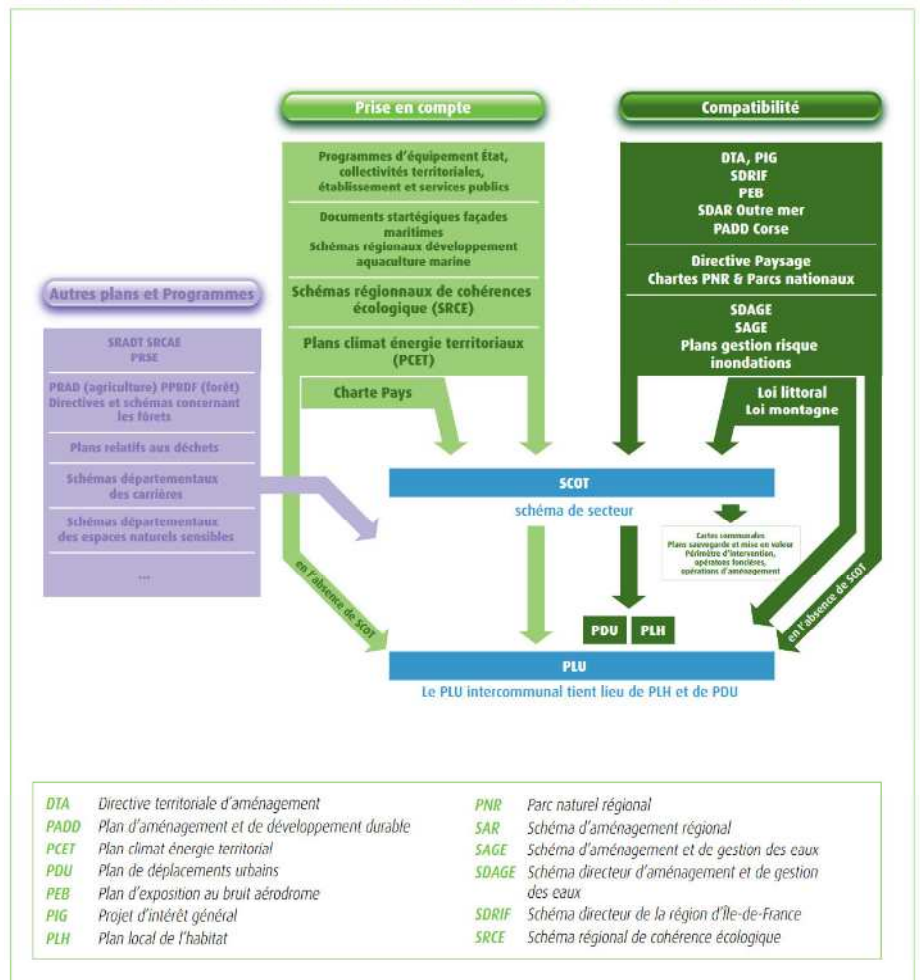 Prise en compte
Compatibilité
Programmes d'équipement État,
collectivités territoriales,
établissement et services publics
Documents startégiques façades
maritimes
Schémas régionaux développement
aquaculture marine
Schémas régionnaux de cohérences
écologique (SRCE)
Plans climat énergie territoriaux
(PCET)
Charte Pays
DTA, PIG
SDRIF
PEB
SDAR Outre mer
PADD Corse
Directive Paysage
Chartes PNR & Parcs nationaux
SDAGE
SAGE
Plans gestion risque
inondations
Loi littoral
Loi montagne
Autres plans et Programmes
SRADT SRCAE
PRSE
PRAD (agriculture) PPRDF (forêt)
Directives et schémas concernant
les fôrets
Plans relatifs aux déchets
Schémas départementaux
des carrières
Schémas départementaux
des espaces naturels sensibles
...
SCOT
schéma de secteur
Cartes communales
Plans sauvegarde et mise en valeur
Périmètre d'intervention,
opératons foncières,
opérations d'aménagement
en l'absence de SCOT
en l'absence de SCOT
PDU
PLH
PLU
Le PLU intercommunal tient lieu de PLH et de PDU
DTA Directive territoriale d'aménagement
PADD Plan d'aménagement et de développement durable
PCET Plan climat énergie territorial
PDU Plan de déplacements urbains
PEB Plan d'exposition au bruit aérodrome
PIG Projet d'intérêt général
PLH Plan local de l'habitat
PNR Parc naturel régional
SAR Schéma d'aménagement régional
SAGE Schéma d'aménagement et de gestion des eaux
SDAGE Schéma directeur d'aménagement et de gestion
des eaux
SDRIF Schéma directeur de la région d'Île-de-France
SRCE Schéma régional de cohérence écologique